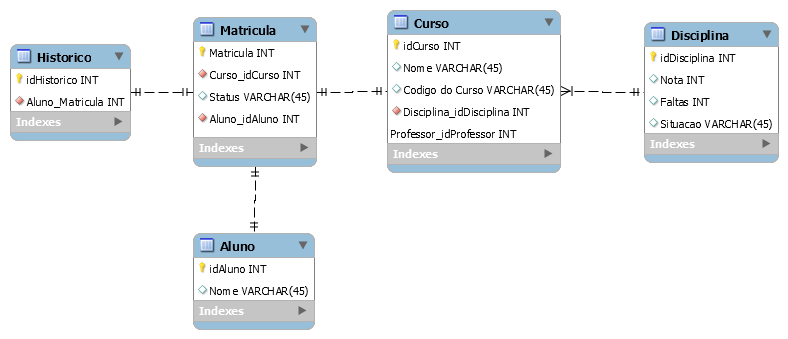 Historico
idHistorico INT
Aluno_Matricula INT
Indexes
Matricula
Matricula INT
Curso_idCurso INT
Status VARCHAR(45)
Aluno_idAluno INT
Indexes
Curso
idCurso INT
Nome VARCHAR(45)
Codigo do Curso VARCHAR(45)
Disciplina_idDisciplina INT
Professor_idProfessor INT
Indexes
Disciplina
idDisciplina INT
Nota INT
Faltas INT
Situacao VARCHAR(45)
Indexes
Aluno
idAluno INT
Nome VARCHAR(45)
Indexes